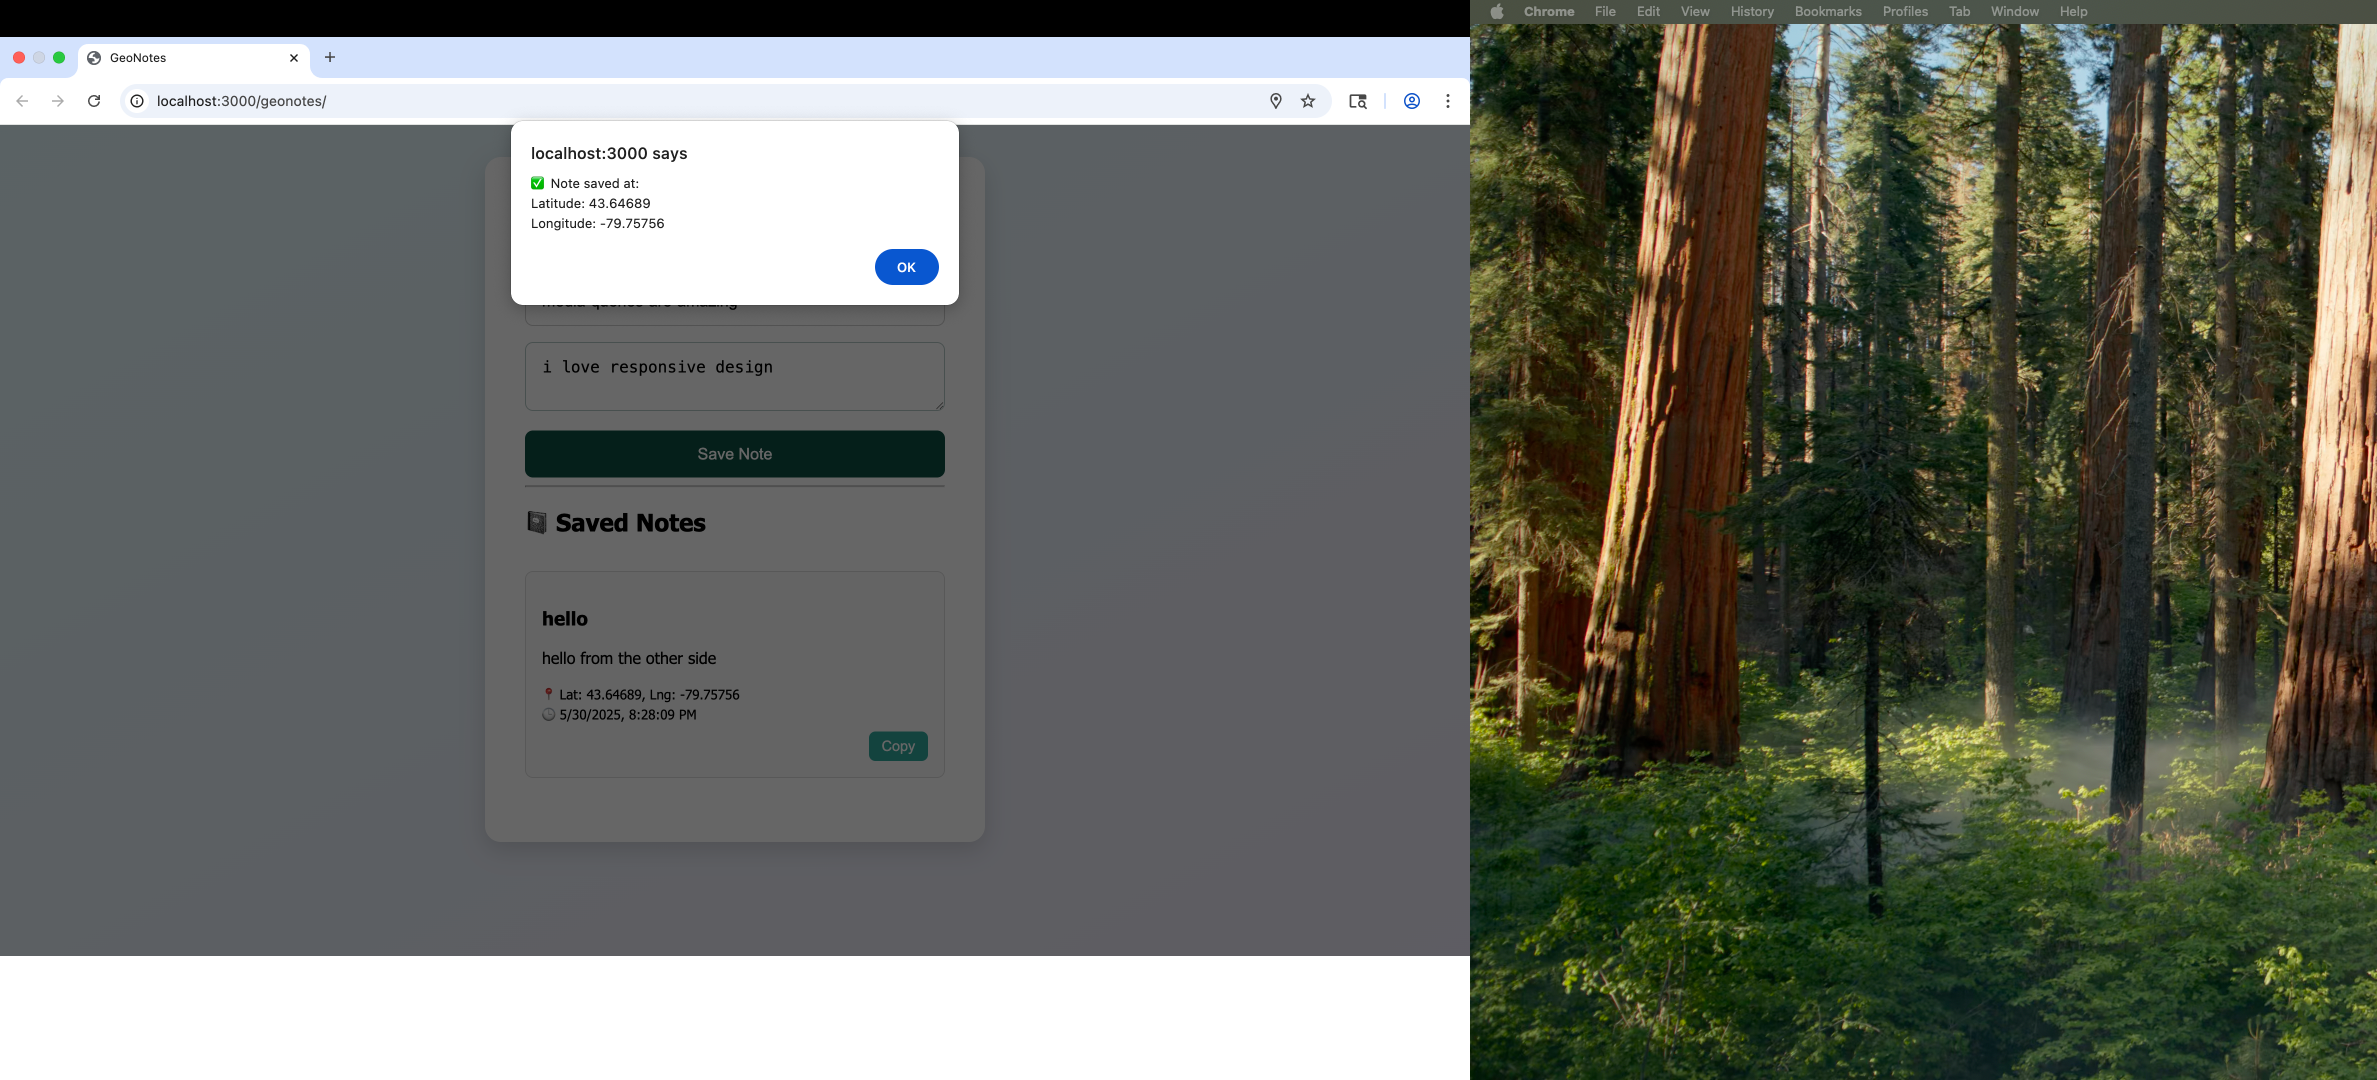 Chrome File Edit View History Bookmarks Profiles Tab Window Help
GeoNotes
localhost:3000/geonotes/
localhost:3000 says
✅ Note saved at:
Latitude: 43.64689
Longitude: -79.75756
OK
i love responsive design
Save Note
📓 Saved Notes
hello
hello from the other side
📍 Lat: 43.64689, Lng: -79.75756
🕒 5/30/2025, 8:28:09 PM
Copy